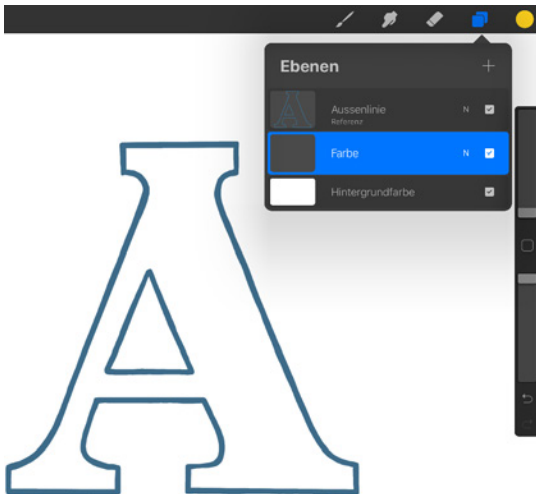 Ebenen
Aussenlinie N
Referenz
Farbe N
Hintergrundfarbe
A